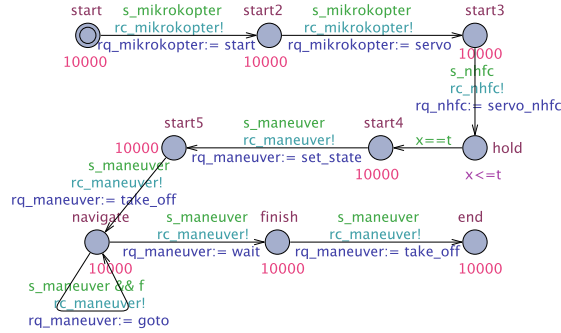 start
s_mikrokopter
start2
s_mikrokopter
start3
rc_mikrokopter!
rc_mikrokopter!
rq_mikrokopter:= start
rq_mikrokopter:= servo
10000
10000
10000
s_nhfc
rc_nhfc!
rq_nhfc:= servo_nhfc
start5
s_maneuver
start4
10000
rc_maneuver!
x==t
hold
rq_maneuver:= set_state
s_maneuver
10000
x<=t
rc_maneuver!
rq_maneuver:= take_off
navigate
s_maneuver
finish
s_maneuver
end
rc_maneuver!
rc_maneuver!
rq_maneuver:= wait
rq_maneuver:= take_off
10000
10000
10000
s_maneuver && f
rc_maneuver!
rq_maneuver:= goto